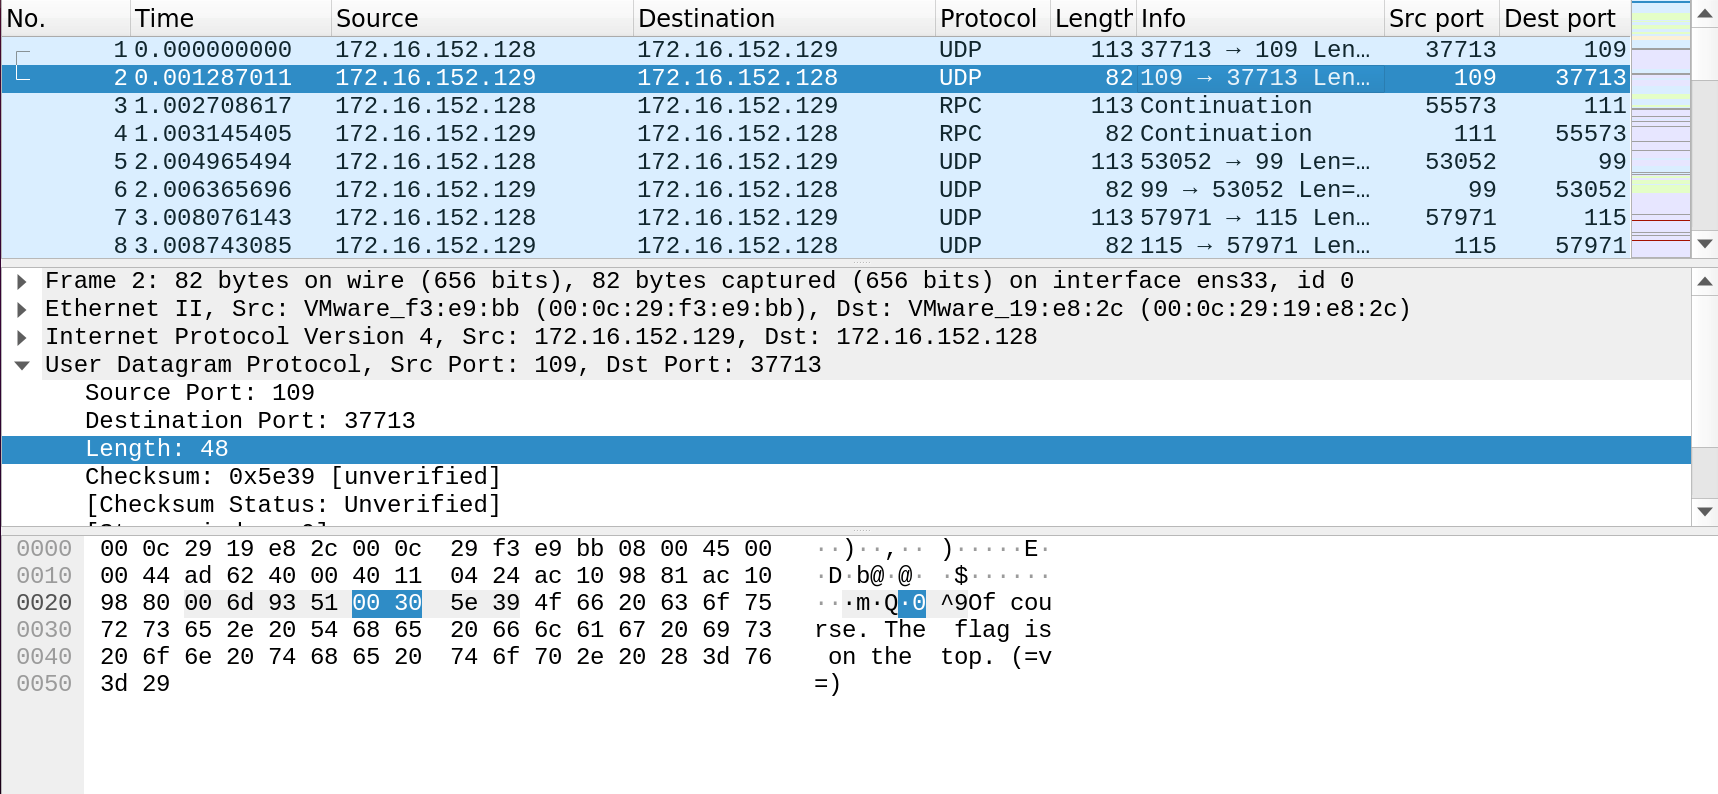 No. Time Source Destination Protocol Length Info Src port Dest port
1 0.000000000 172.16.152.128 172.16.152.129 UDP 113 37713 → 109 Len… 37713 109
2 0.001287011 172.16.152.129 172.16.152.128 UDP 82 109 → 37713 Len… 109 37713
3 1.002708617 172.16.152.128 172.16.152.129 RPC 113 Continuation 55573 111
4 1.003145405 172.16.152.129 172.16.152.128 RPC 82 Continuation 111 55573
5 2.004965494 172.16.152.128 172.16.152.129 UDP 113 53052 → 99 Len=… 53052 99
6 2.006365696 172.16.152.129 172.16.152.128 UDP 82 99 → 53052 Len=… 99 53052
7 3.008076143 172.16.152.128 172.16.152.129 UDP 113 57971 → 115 Len… 57971 115
8 3.008743085 172.16.152.129 172.16.152.128 UDP 82 115 → 57971 Len… 115 57971
Frame 2: 82 bytes on wire (656 bits), 82 bytes captured (656 bits) on interface ens33, id 0
Ethernet II, Src: VMware_f3:e9:bb (00:0c:29:f3:e9:bb), Dst: VMware_19:e8:2c (00:0c:29:19:e8:2c)
Internet Protocol Version 4, Src: 172.16.152.129, Dst: 172.16.152.128
User Datagram Protocol, Src Port: 109, Dst Port: 37713
Source Port: 109
Destination Port: 37713
Length: 48
Checksum: 0x5e39 [unverified]
[Checksum Status: Unverified]
0000 00 0c 29 19 e8 2c 00 0c 29 f3 e9 bb 08 00 45 00 ··)··,·· )·····E·
0010 00 44 ad 62 40 00 40 11 04 24 ac 10 98 81 ac 10 ·D·b@·@· ·$······
0020 98 80 00 6d 93 51 00 30 5e 39 4f 66 20 63 6f 75 ···m·Q·0 ^9Of cou
0030 72 73 65 2e 20 54 68 65 20 66 6c 61 67 20 69 73 rse. The flag is
0040 20 6f 6e 20 74 68 65 20 74 6f 70 2e 20 28 3d 76 on the top. (=v
0050 3d 29 =)